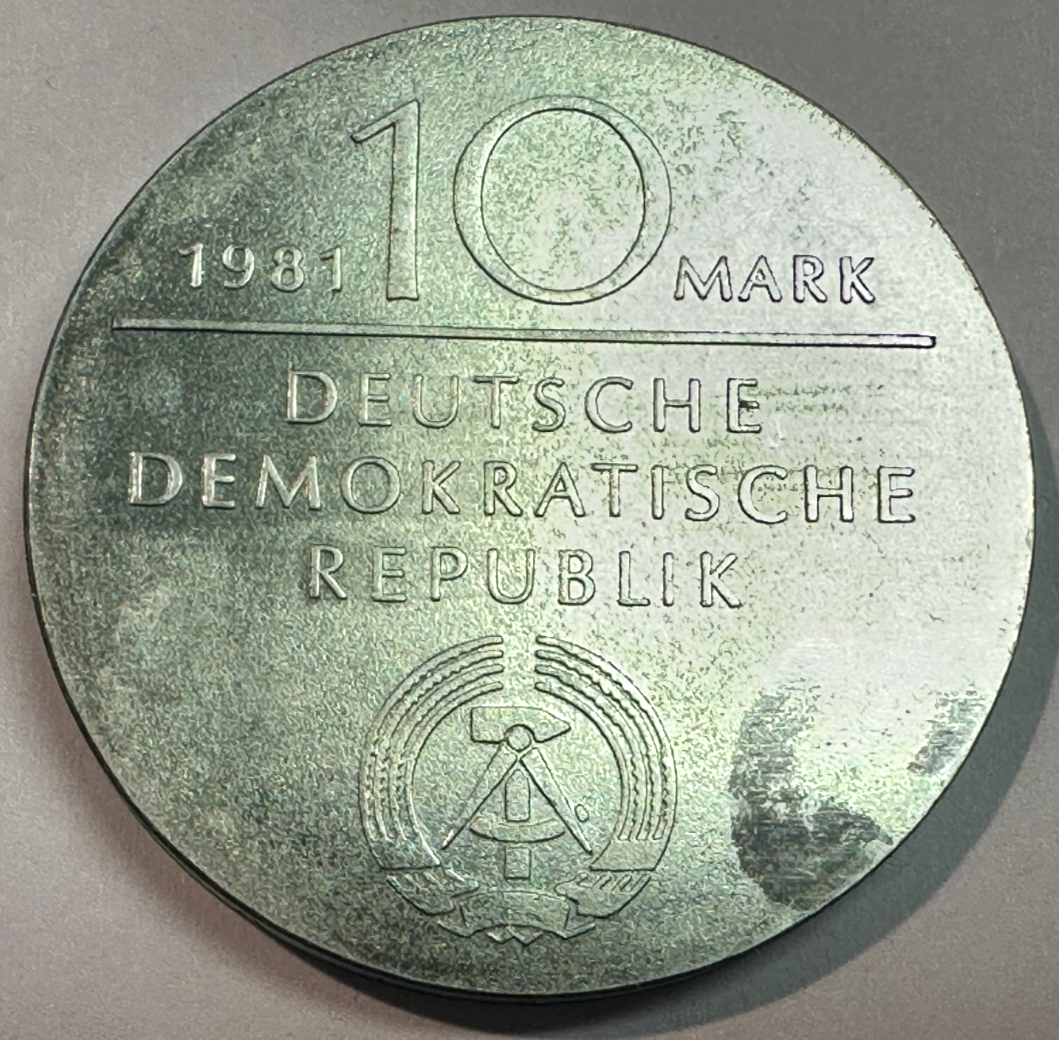 1981 10 MARK
DEUTSCHE
DEMOKRATISCHE
REPUBLIK